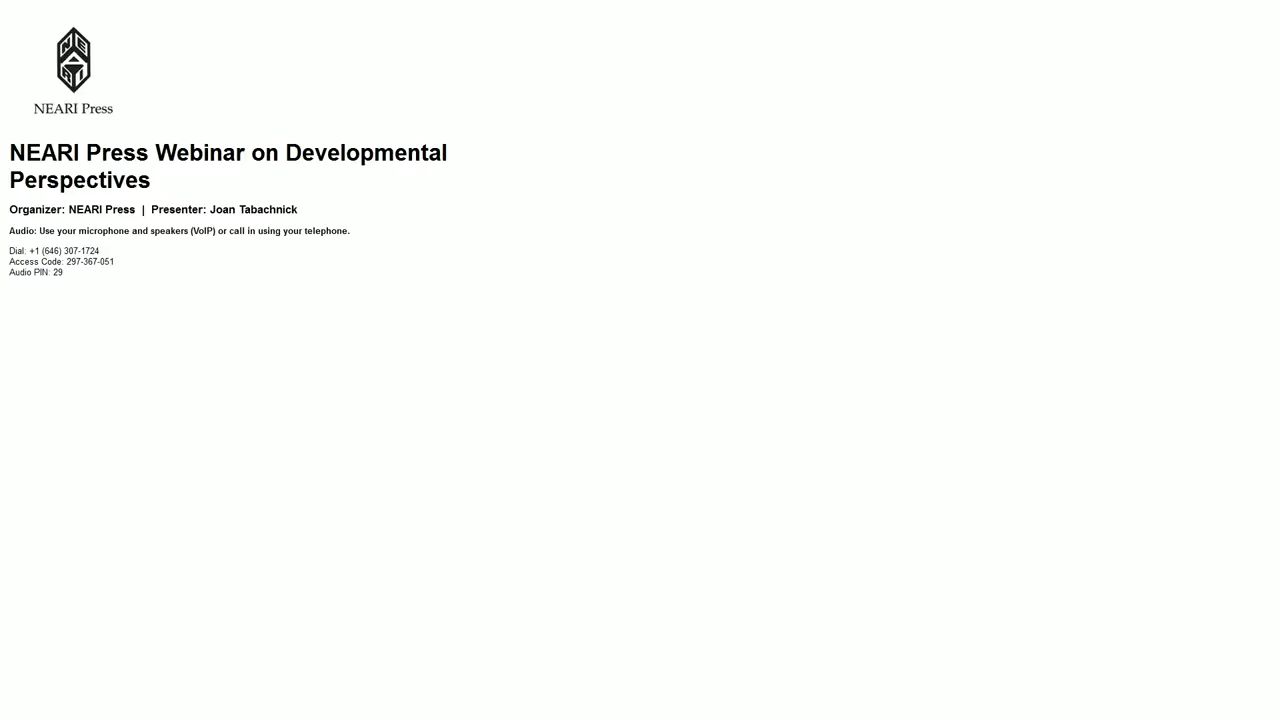 NEARI
NEARI Press
NEARI Press Webinar on Developmental
Perspectives
Organizer: NEARI Press | Presenter: Joan Tabachnick
Audio: Use your microphone and speakers (VoIP) or call in using your telephone.
Dial: +1 (646) 307-1724
Access Code: 297-367-051
Audio PIN: 29